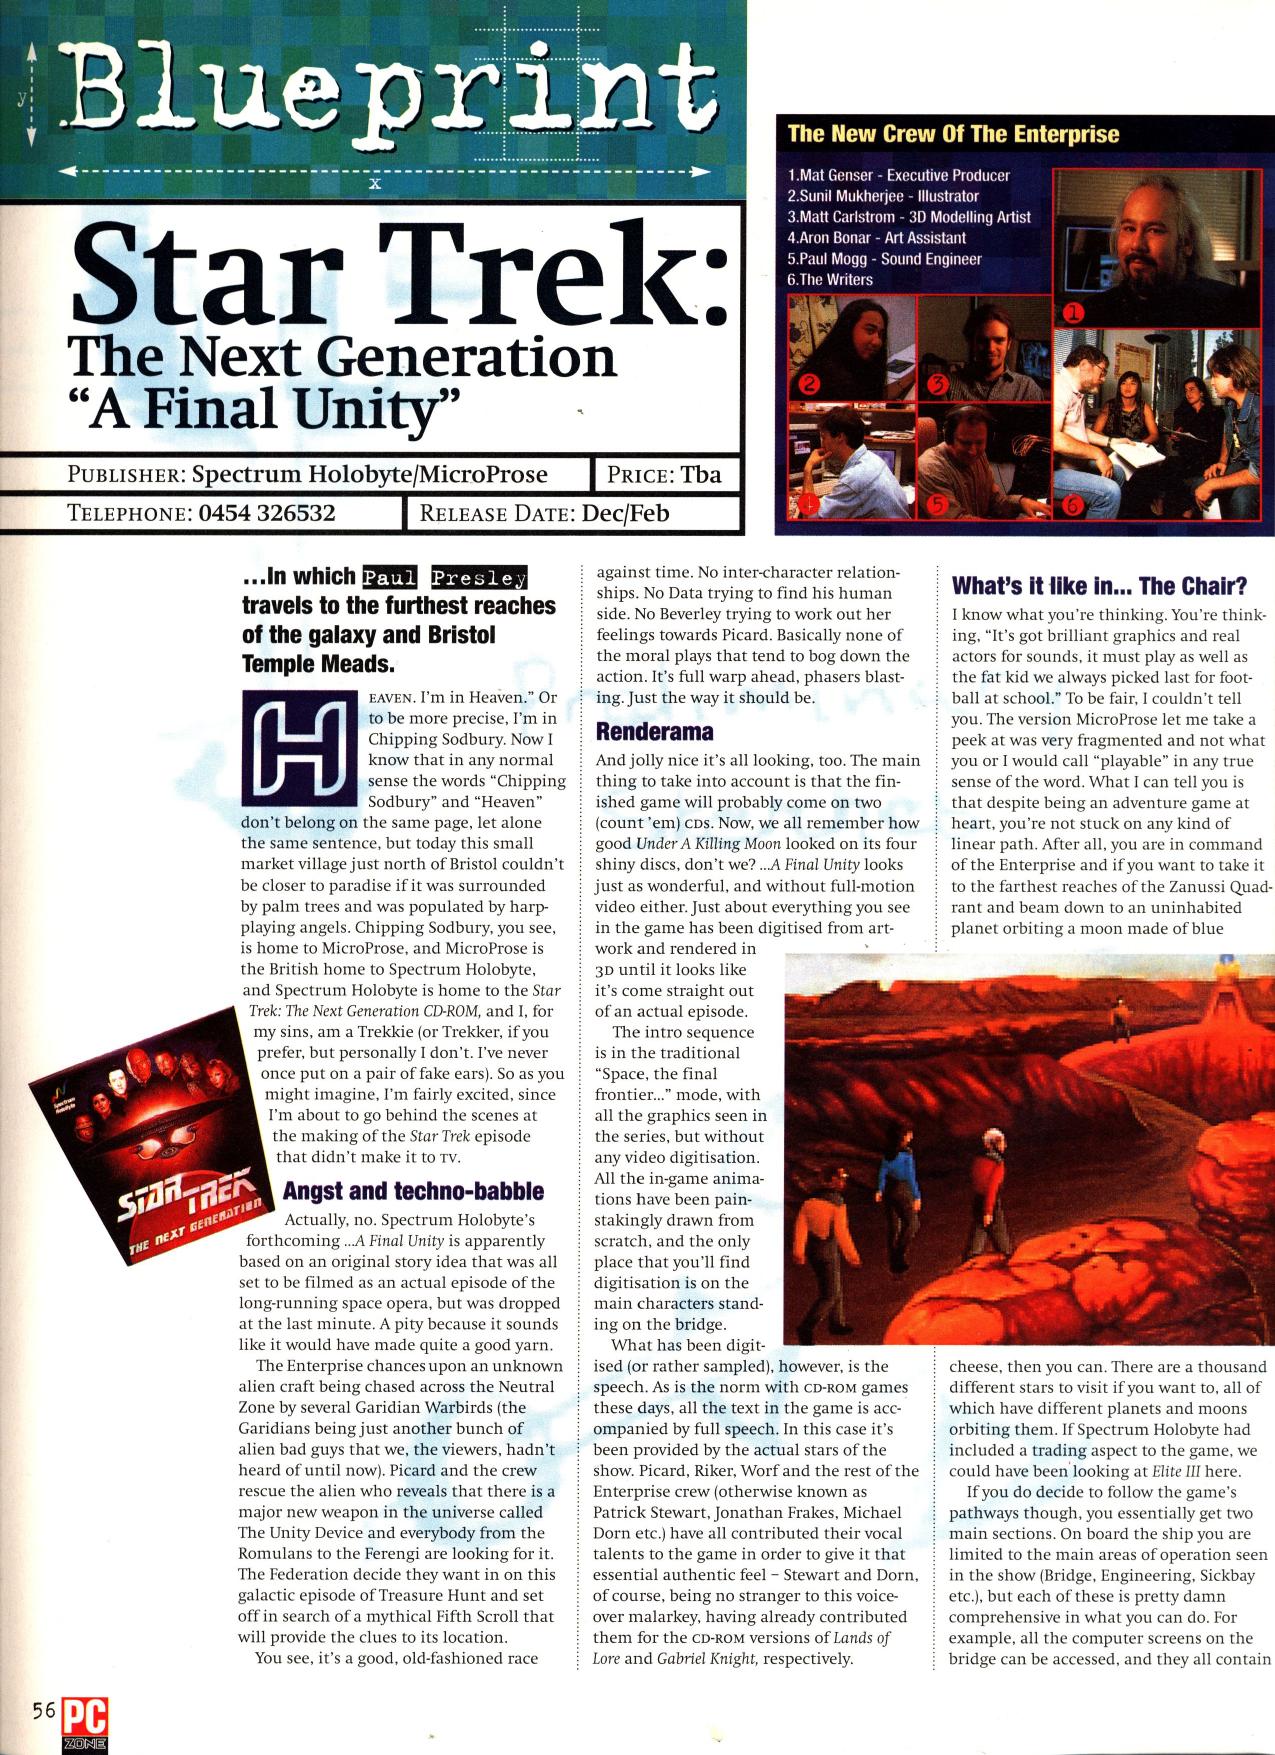 Blueprint
y
x
Star Trek:
The Next Generation
“A Final Unity”
PUBLISHER: Spectrum Holobyte/MicroProse
PRICE: Tba
TELEPHONE: 0454 326532
RELEASE DATE: Dec/Feb
The New Crew Of The Enterprise
1.Mat Genser - Executive Producer
2.Sunil Mukherjee - Illustrator
3.Matt Carlstrom - 3D Modelling Artist
4.Aron Bonar - Art Assistant
5.Paul Mogg - Sound Engineer
6.The Writers
1
2
3
4
5
6
...In which Paul Presley
travels to the furthest reaches
of the galaxy and Bristol
Temple Meads.
HEAVEN. I’m in Heaven.” Or
to be more precise, I’m in
Chipping Sodbury. Now I
know that in any normal
sense the words “Chipping
Sodbury” and “Heaven”
don’t belong on the same page, let alone
the same sentence, but today this small
market village just north of Bristol couldn’t
be closer to paradise if it was surrounded
by palm trees and was populated by harp-
playing angels. Chipping Sodbury, you see,
is home to MicroProse, and MicroProse is
the British home to Spectrum Holobyte,
and Spectrum Holobyte is home to the Star
Trek: The Next Generation CD-ROM, and I, for
my sins, am a Trekkie (or Trekker, if you
prefer, but personally I don’t. I’ve never
once put on a pair of fake ears). So as you
might imagine, I’m fairly excited, since
I’m about to go behind the scenes at
the making of the Star Trek episode
that didn’t make it to TV.
Spectrum
HoloByte
STAR TREK
THE NEXT GENERATION
Angst and techno-babble
Actually, no. Spectrum Holobyte’s
forthcoming ...A Final Unity is apparently
based on an original story idea that was all
set to be filmed as an actual episode of the
long-running space opera, but was dropped
at the last minute. A pity because it sounds
like it would have made quite a good yarn.
The Enterprise chances upon an unknown
alien craft being chased across the Neutral
Zone by several Garidian Warbirds (the
Garidians being just another bunch of
alien bad guys that we, the viewers, hadn’t
heard of until now). Picard and the crew
rescue the alien who reveals that there is a
major new weapon in the universe called
The Unity Device and everybody from the
Romulans to the Ferengi are looking for it.
The Federation decide they want in on this
galactic episode of Treasure Hunt and set
off in search of a mythical Fifth Scroll that
will provide the clues to its location.
You see, it’s a good, old-fashioned race
against time. No inter-character relation-
ships. No Data trying to find his human
side. No Beverley trying to work out her
feelings towards Picard. Basically none of
the moral plays that tend to bog down the
action. It’s full warp ahead, phasers blast-
ing. Just the way it should be.
Renderama
And jolly nice it’s all looking, too. The main
thing to take into account is that the fin-
ished game will probably come on two
(count ’em) CDs. Now, we all remember how
good Under A Killing Moon looked on its four
shiny discs, don’t we? ...A Final Unity looks
just as wonderful, and without full-motion
video either. Just about everything you see
in the game has been digitised from art-
work and rendered in
3D until it looks like
it’s come straight out
of an actual episode.
The intro sequence
is in the traditional
“Space, the final
frontier...” mode, with
all the graphics seen in
the series, but without
any video digitisation.
All the in-game anima-
tions have been pain-
stakingly drawn from
scratch, and the only
place that you’ll find
digitisation is on the
main characters stand-
ing on the bridge.
What has been digit-
ised (or rather sampled), however, is the
speech. As is the norm with CD-ROM games
these days, all the text in the game is acc-
ompanied by full speech. In this case it’s
been provided by the actual stars of the
show. Picard, Riker, Worf and the rest of the
Enterprise crew (otherwise known as
Patrick Stewart, Jonathan Frakes, Michael
Dorn etc.) have all contributed their vocal
talents to the game in order to give it that
essential authentic feel – Stewart and Dorn,
of course, being no stranger to this voice-
over malarkey, having already contributed
them for the CD-ROM versions of Lands of
Lore and Gabriel Knight, respectively.
What’s it like in... The Chair?
I know what you’re thinking. You’re think-
ing, “It’s got brilliant graphics and real
actors for sounds, it must play as well as
the fat kid we always picked last for foot-
ball at school.” To be fair, I couldn’t tell
you. The version MicroProse let me take a
peek at was very fragmented and not what
you or I would call “playable” in any true
sense of the word. What I can tell you is
that despite being an adventure game at
heart, you’re not stuck on any kind of
linear path. After all, you are in command
of the Enterprise and if you want to take it
to the farthest reaches of the Zanussi Quad-
rant and beam down to an uninhabited
planet orbiting a moon made of blue
cheese, then you can. There are a thousand
different stars to visit if you want to, all of
which have different planets and moons
orbiting them. If Spectrum Holobyte had
included a trading aspect to the game, we
could have been looking at Elite III here.
If you do decide to follow the game’s
pathways though, you essentially get two
main sections. On board the ship you are
limited to the main areas of operation seen
in the show (Bridge, Engineering, Sickbay
etc.), but each of these is pretty damn
comprehensive in what you can do. For
example, all the computer screens on the
bridge can be accessed, and they all contain
56
PC
ZONE